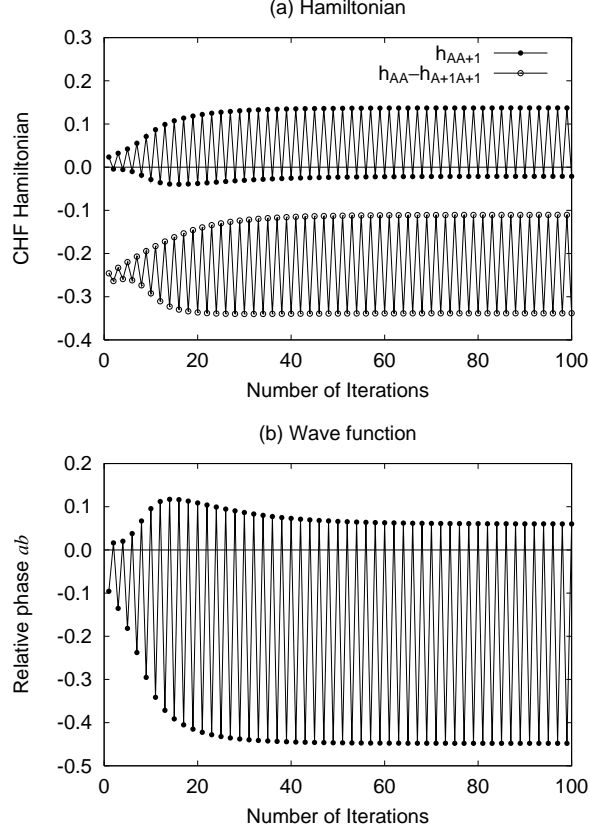 (a) Hamiltonian
0.3
0.2
0.1
0.0
-0.1
-0.2
-0.3
-0.4
CHF Hamiltonian
hAA+1
hAA−hA+1A+1
0 20 40 60 80 100
Number of Iterations
(b) Wave function
0.2
0.1
0.0
-0.1
-0.2
-0.3
-0.4
-0.5
Relative phase ab
0 20 40 60 80 100
Number of Iterations